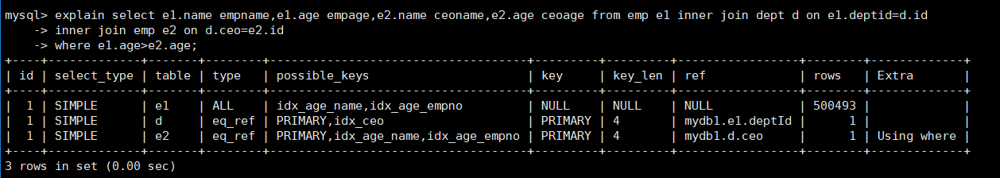 mysql> explain select e1.name empname,e1.age empage,e2.name ceoname,e2.age ceoage from emp e1 inner join dept d on e1.deptid=d.id
    -> inner join emp e2 on d.ceo=e2.id
    -> where e1.age>e2.age;
+----+-------------+-------+--------+------------------------------------+---------+---------+-----------------+--------+-------------+
| id | select_type | table | type   | possible_keys                      | key     | key_len | ref             | rows   | Extra       |
+----+-------------+-------+--------+------------------------------------+---------+---------+-----------------+--------+-------------+
|  1 | SIMPLE      | e1    | ALL    | idx_age_name,idx_age_empno         | NULL    | NULL    | NULL            | 500493 |             |
|  1 | SIMPLE      | d     | eq_ref | PRIMARY,idx_ceo                    | PRIMARY | 4       | mydb1.e1.deptId |      1 |             |
|  1 | SIMPLE      | e2    | eq_ref | PRIMARY,idx_age_name,idx_age_empno | PRIMARY | 4       | mydb1.d.ceo     |      1 | Using where |
+----+-------------+-------+--------+------------------------------------+---------+---------+-----------------+--------+-------------+
3 rows in set (0.00 sec)